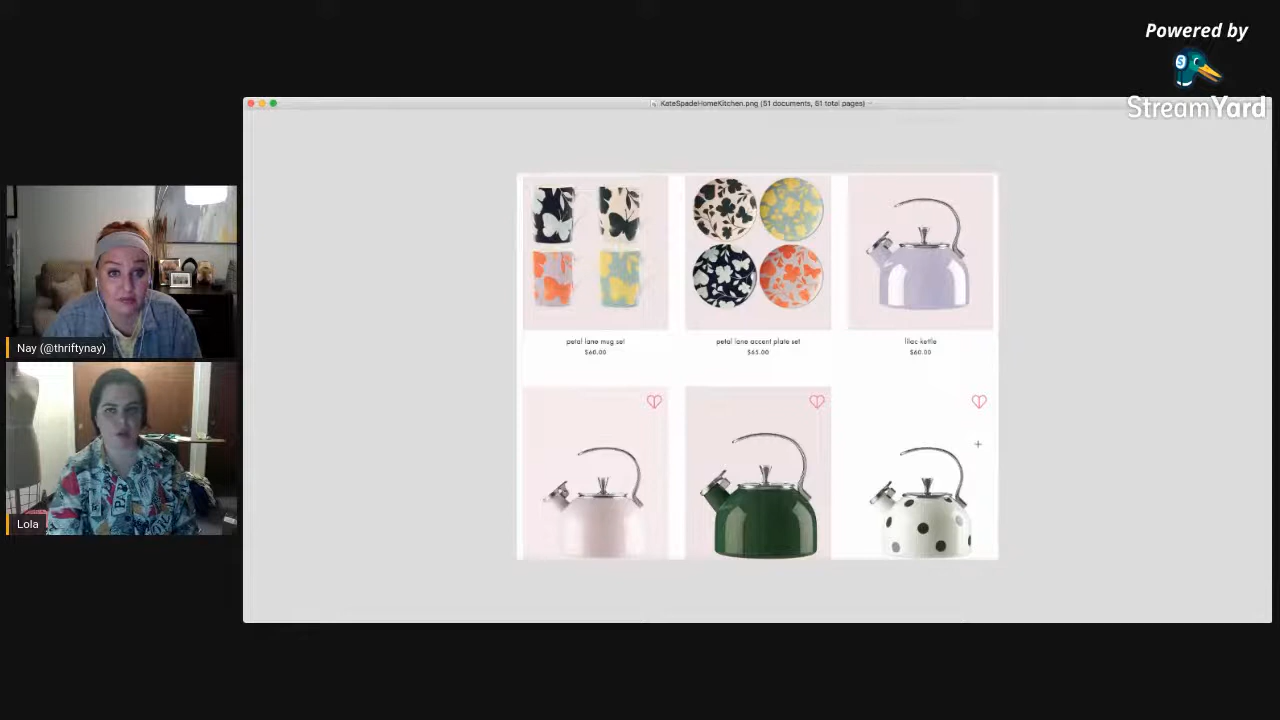 Powered by
StreamYard
KateSpadeHomeKitchen.png (51 documents, 51 total pages)
petal lane mug set
$60.00
petal lane accent plate set
$65.00
lilac kettle
$60.00
Nay (@thriftynay)
Lola